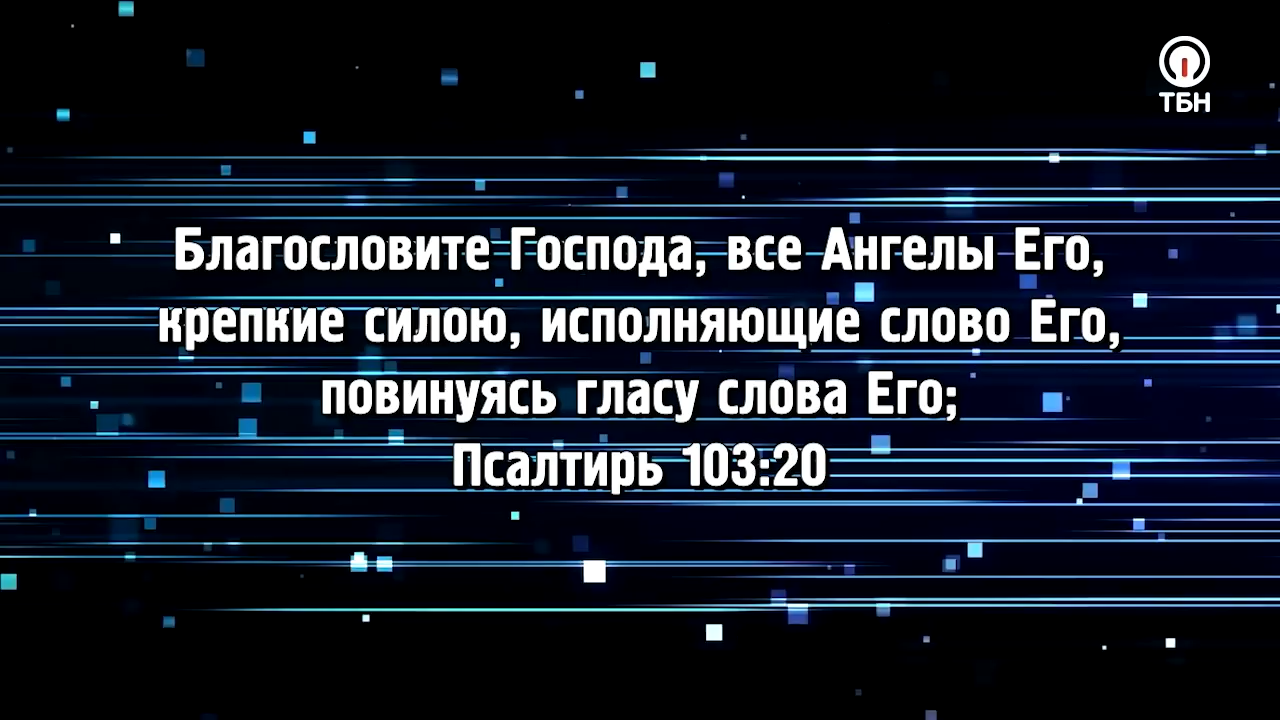 ТБН
Благословите Господа, все Ангелы Его,
крепкие силою, исполняющие слово Его,
повинуясь гласу слова Его;
Псалтирь 103:20